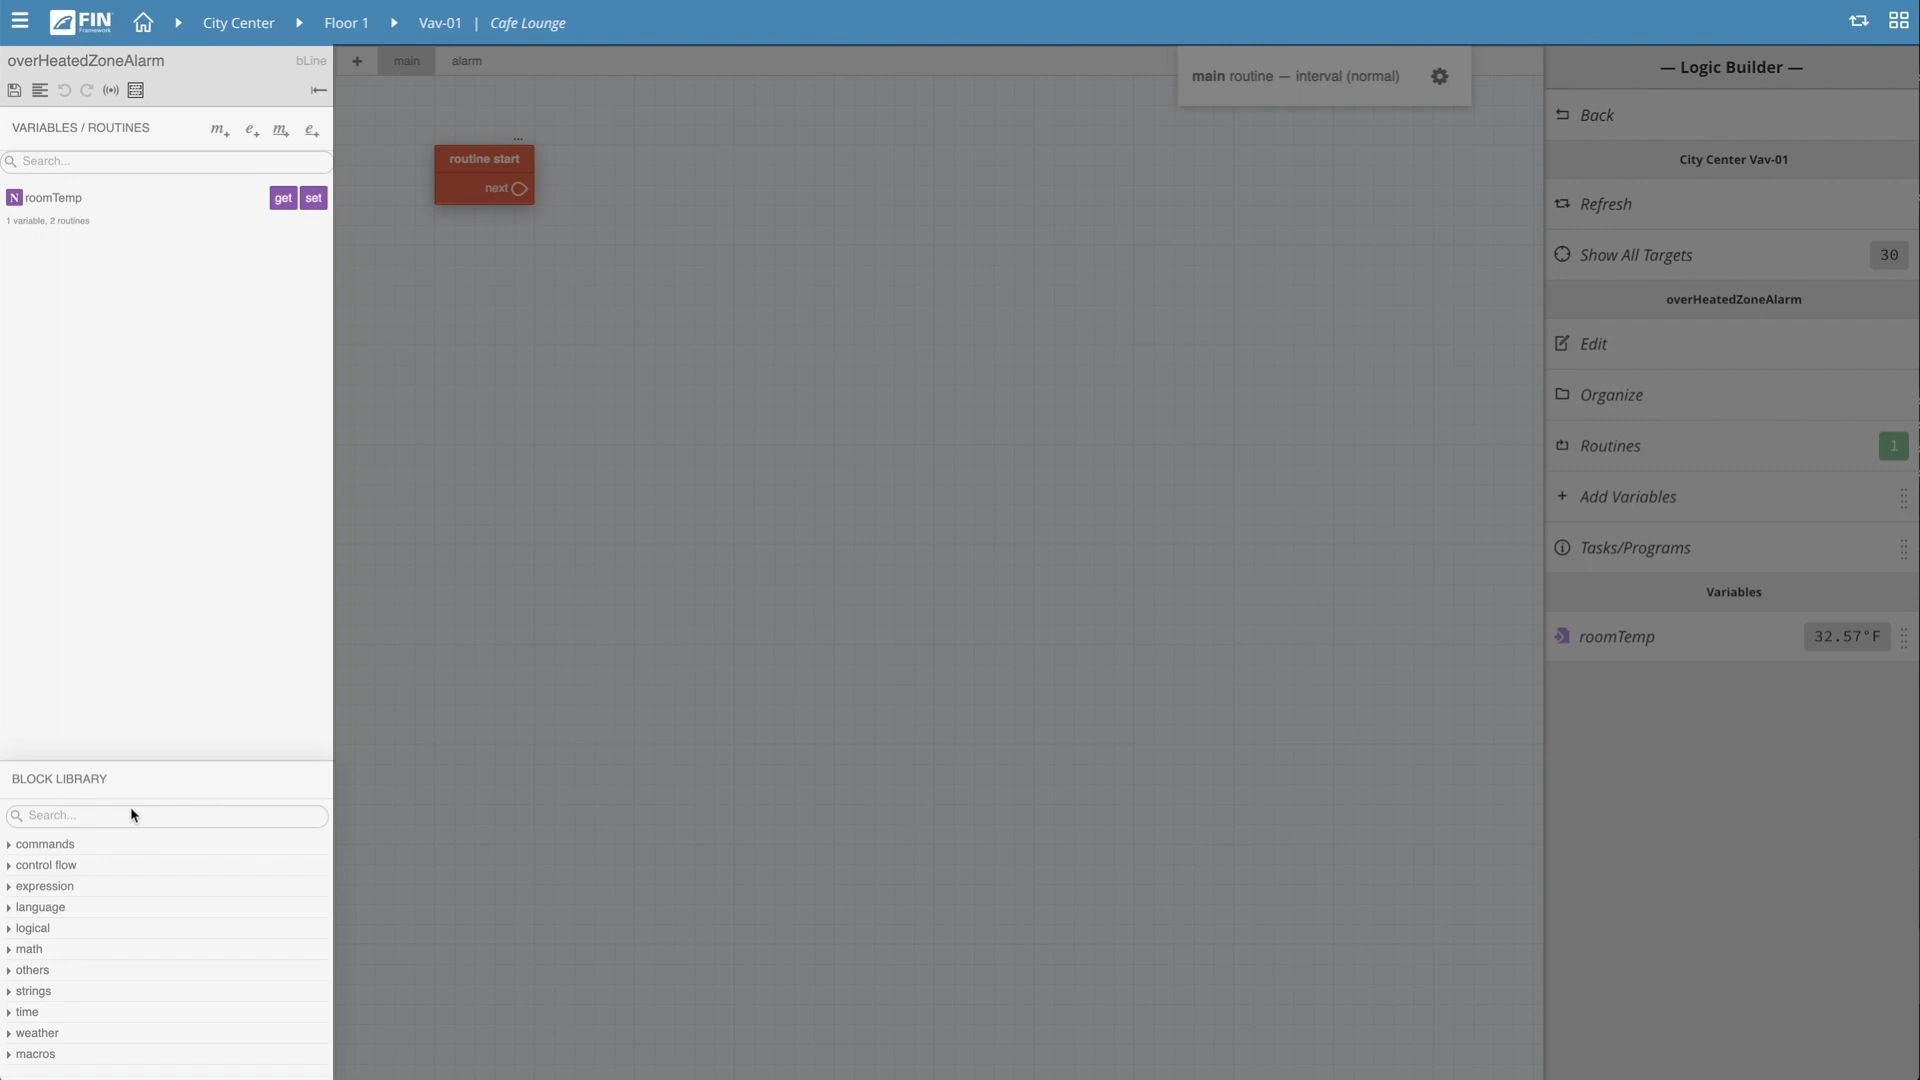 FIN
Framework
City Center
Floor 1
Vav-01 | Cafe Lounge
overHeatedZoneAlarm
bLine
VARIABLES / ROUTINES
m+ e+ m+ e+
Search...
N roomTemp
get set
1 variable, 2 routines
BLOCK LIBRARY
Search...
commands
control flow
expression
language
logical
math
others
strings
time
weather
macros
+ main alarm
main routine — interval (normal)
...
routine start
next
— Logic Builder —
Back
City Center Vav-01
Refresh
Show All Targets 30
overHeatedZoneAlarm
Edit
Organize
Routines 1
+ Add Variables
Tasks/Programs
Variables
roomTemp 32.57°F